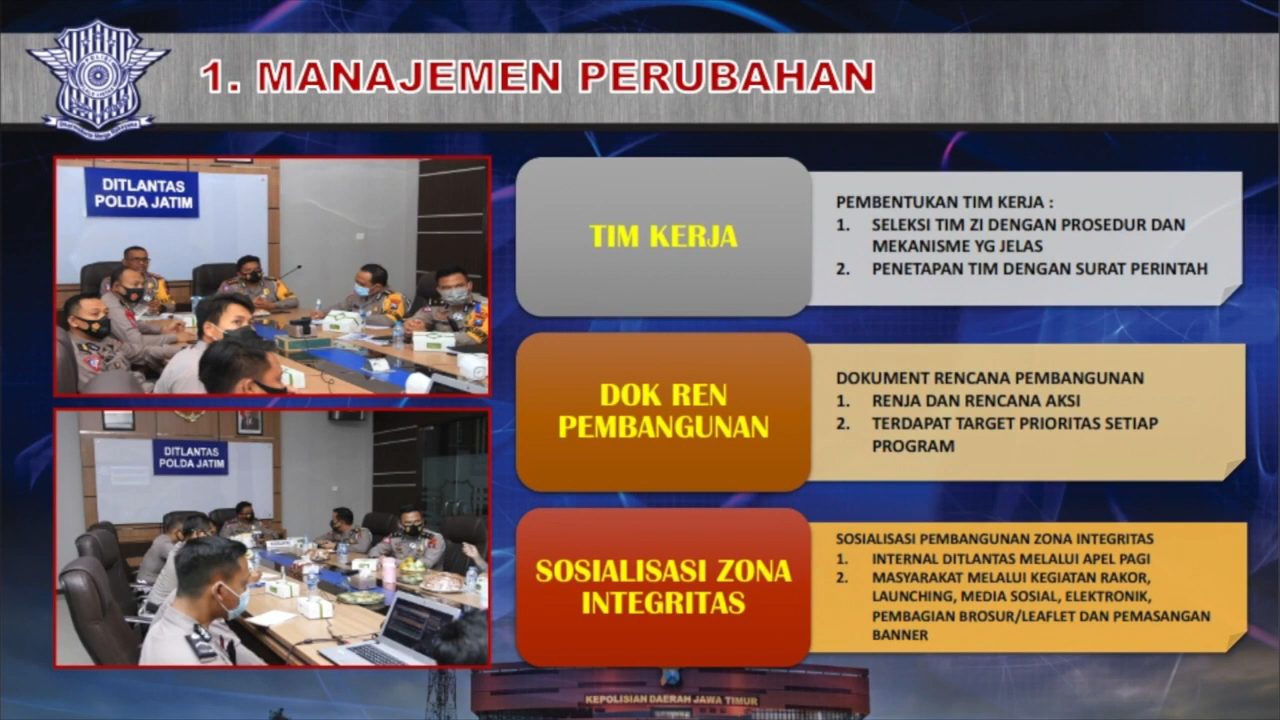 1. MANAJEMEN PERUBAHAN
DITLANTAS
POLDA JATIM
DITLANTAS
POLDA JATIM
TIM KERJA
PEMBENTUKAN TIM KERJA :
1. SELEKSI TIM ZI DENGAN PROSEDUR DAN
MEKANISME YG JELAS
2. PENETAPAN TIM DENGAN SURAT PERINTAH
DOK REN
PEMBANGUNAN
DOKUMENT RENCANA PEMBANGUNAN
1. RENJA DAN RENCANA AKSI
2. TERDAPAT TARGET PRIORITAS SETIAP
PROGRAM
SOSIALISASI ZONA
INTEGRITAS
SOSIALISASI PEMBANGUNAN ZONA INTEGRITAS
1. INTERNAL DITLANTAS MELALUI APEL PAGI
2. MASYARAKAT MELALUI KEGIATAN RAKOR,
LAUNCHING, MEDIA SOSIAL, ELEKTRONIK,
PEMBAGIAN BROSUR/LEAFLET DAN PEMASANGAN
BANNER
KEPOLISIAN DAERAH JAWA TIMUR